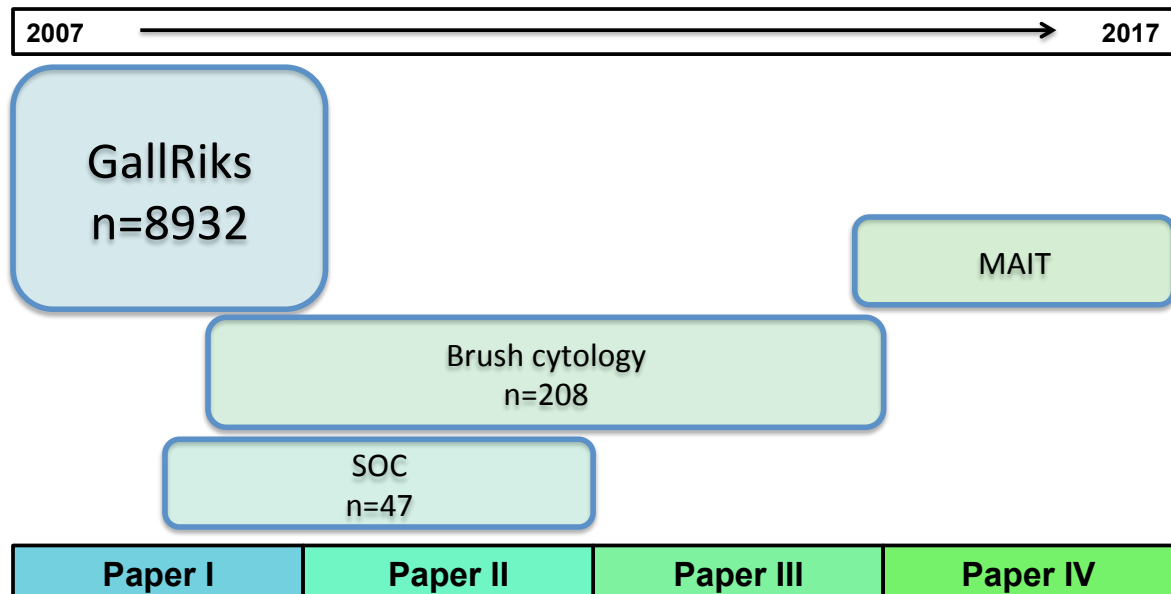 2007 2017
GallRiks
n=8932
MAIT
Brush cytology
n=208
SOC
n=47
Paper I Paper II Paper III Paper IV